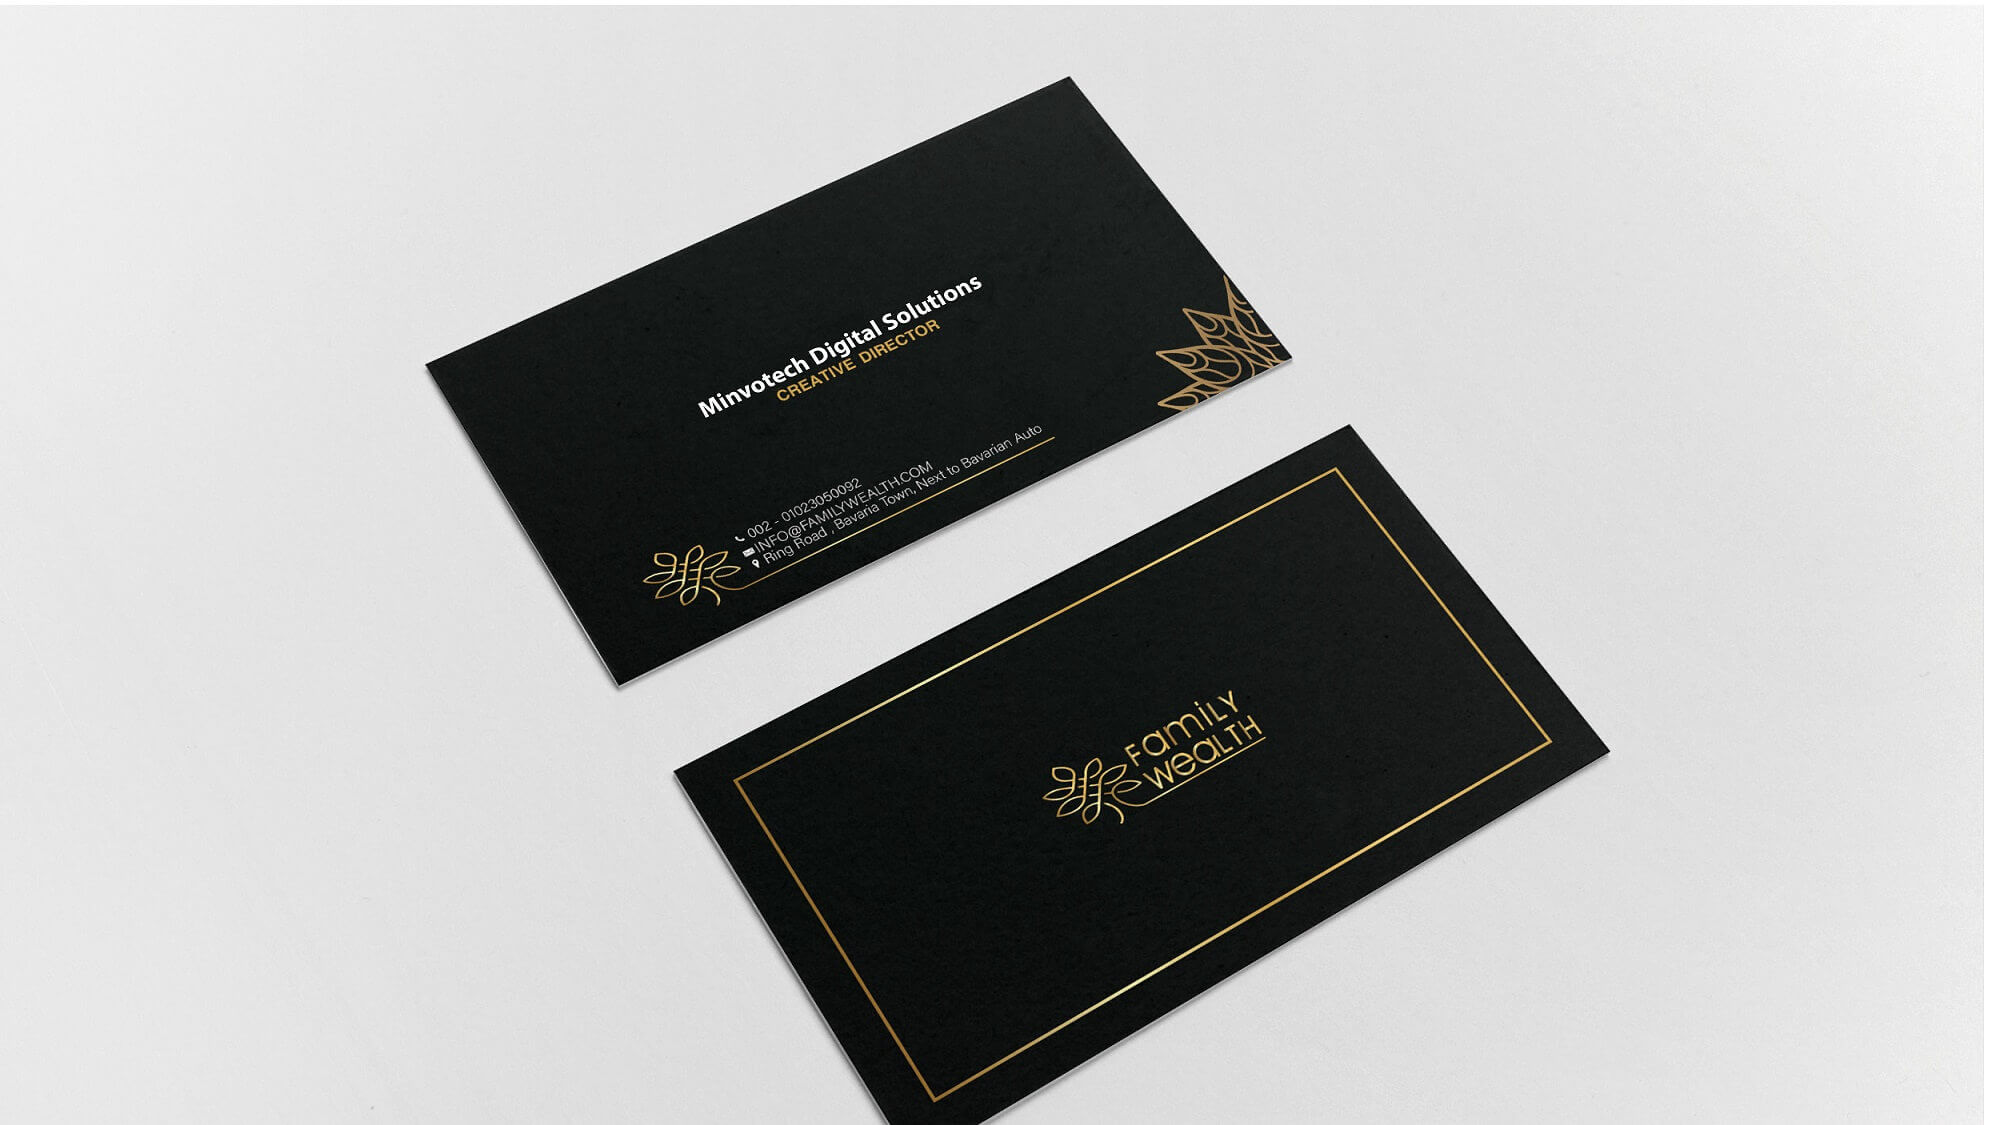 Minvotech Digital Solutions
CREATIVE DIRECTOR
002 - 01023050092
INFO@FAMILYWEALTH.COM
Ring Road , Bavaria Town, Next to Bavarian Auto
FamiLY
WeaLTH